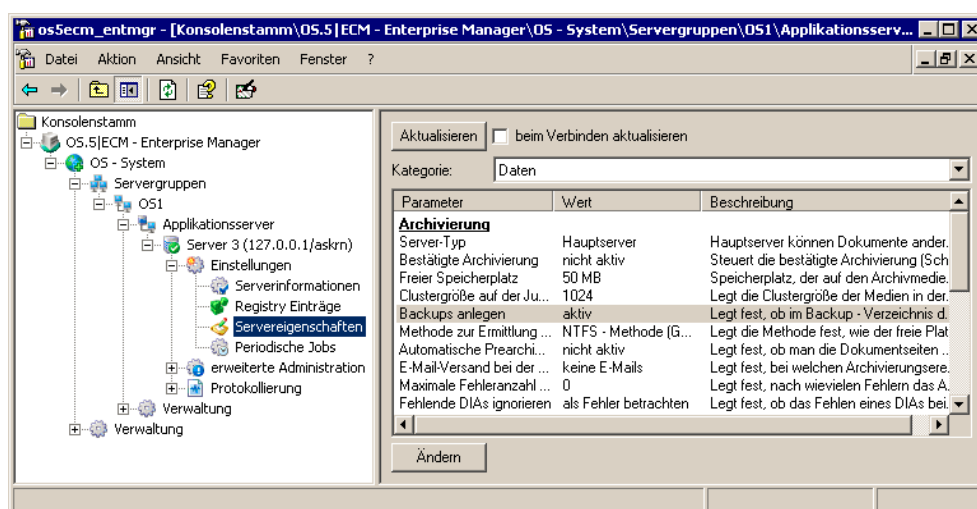 os5ecm_entmgr - [Konsolenstamm\OS.5|ECM - Enterprise Manager\OS - System\Servergruppen\OS1\Applikationsserv...
Datei Aktion Ansicht Favoriten Fenster ?
Konsolenstamm
OS.5|ECM - Enterprise Manager
OS - System
Servergruppen
OS1
Applikationsserver
Server 3 (127.0.0.1/askrn)
Einstellungen
Serverinformationen
Registry Einträge
Servereigenschaften
Periodische Jobs
erweiterte Administration
Protokollierung
Verwaltung
Verwaltung
Aktualisieren beim Verbinden aktualisieren
Kategorie: Daten
Parameter Wert Beschreibung
Archivierung
Server-Typ Hauptserver Hauptserver können Dokumente ander.
Bestätigte Archivierung nicht aktiv Steuert die bestätigte Archivierung (Sch
Freier Speicherplatz 50 MB Speicherplatz, der auf den Archivmedie.
Clustergröße auf der Ju... 1024 Legt die Clustergröße der Medien in der.
Backups anlegen aktiv Legt fest, ob im Backup - Verzeichnis d.
Methode zur Ermittlung ... NTFS - Methode (G... Legt die Methode fest, wie der freie Plat
Automatische Prearchi... nicht aktiv Legt fest, ob man die Dokumentseiten ..
E-Mail-Versand bei der ... keine E-Mails Legt fest, bei welchen Archivierungsere.
Maximale Fehleranzahl ... 0 Legt fest, nach wievielen Fehlern das A.
Fehlende DIAs ignorieren als Fehler betrachten Legt fest, ob das Fehlen eines DIAs bei.
Ändern